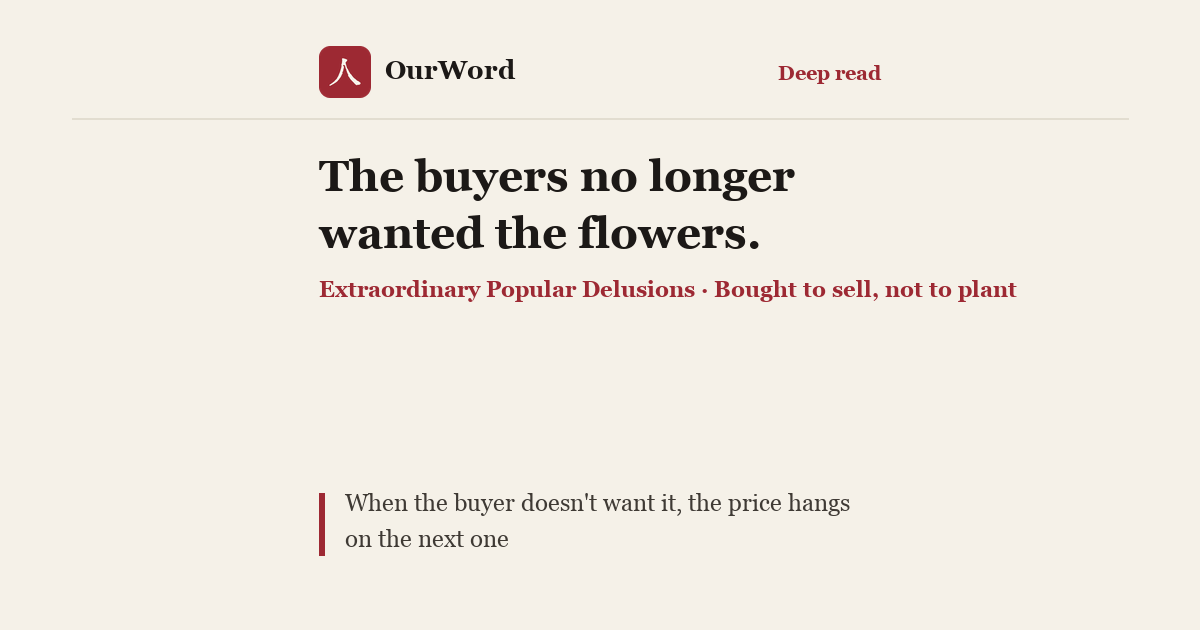 人
OurWord
Deep read
The buyers no longer
wanted the flowers.
Extraordinary Popular Delusions · Bought to sell, not to plant
When the buyer doesn't want it, the price hangs
on the next one